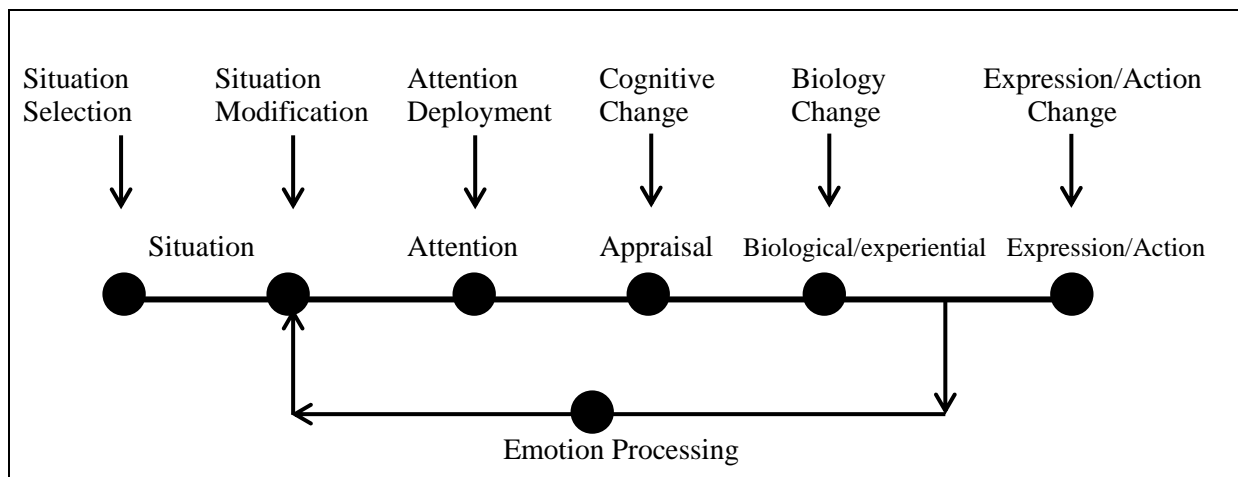 Situation Selection
Situation Modification
Attention Deployment
Cognitive Change
Biology Change
Expression/Action Change
Situation
Attention
Appraisal
Biological/experiential
Expression/Action
Emotion Processing